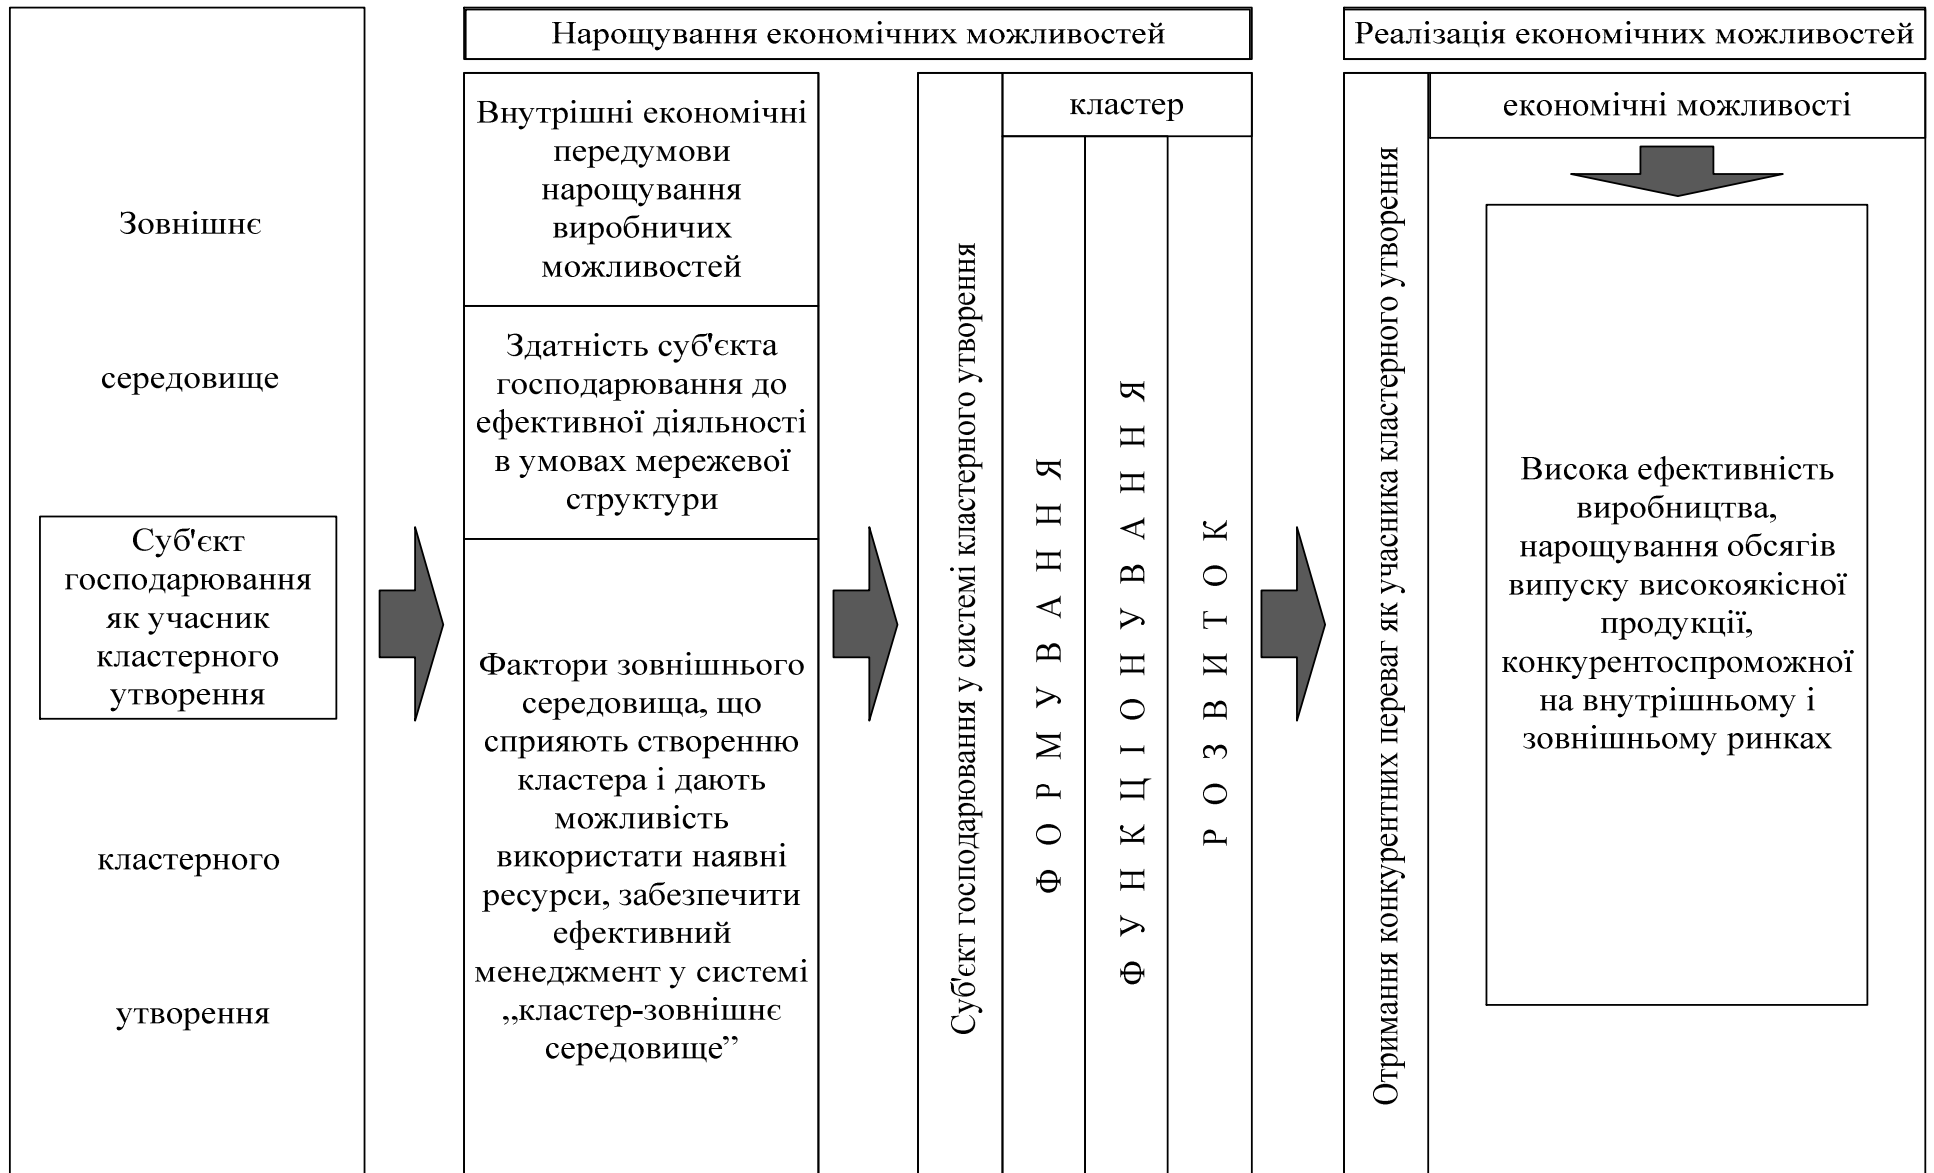 Зовнішнє
середовище
Суб'єкт
господарювання
як учасник
кластерного
утворення
кластерного
утворення
Нарощування економічних можливостей
Внутрішні економічні
передумови
нарощування
виробничих
можливостей
Здатність суб'єкта
господарювання до
ефективної діяльності
в умовах мережевої
структури
Фактори зовнішнього
середовища, що
сприяють створенню
кластера і дають
можливість
використати наявні
ресурси, забезпечити
ефективний
менеджмент у системі
„кластер-зовнішнє
середовище”
Суб'єкт господарювання у системі кластерного утворення
кластер
Ф О Р М У В А Н Н Я
Ф У Н К Ц І О Н У В А Н Н Я
Р О З В И Т О К
Реалізація економічних можливостей
Отримання конкурентних переваг як учасника кластерного утворення
економічні можливості
Висока ефективність
виробництва,
нарощування обсягів
випуску високоякісної
продукції,
конкурентоспроможної
на внутрішньому і
зовнішньому ринках